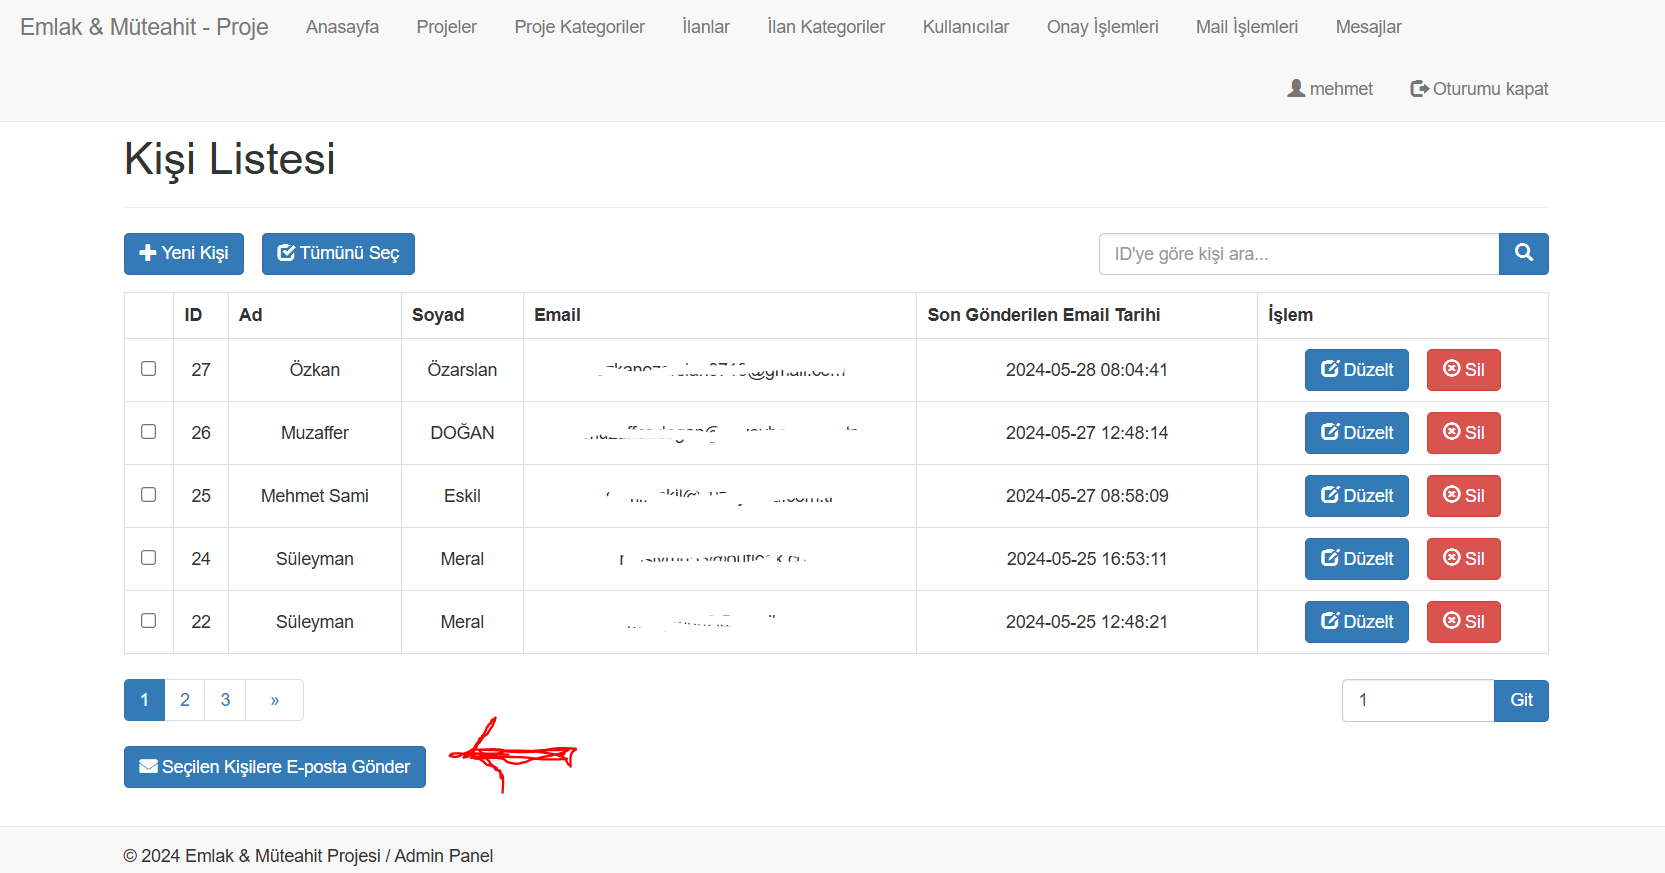 Emlak & Müteahit - Proje Anasayfa Projeler Proje Kategoriler İlanlar İlan Kategoriler Kullanıcılar Onay İşlemleri Mail İşlemleri Mesajlar
mehmet Oturumu kapat
Kişi Listesi
Yeni Kişi Tümünü Seç ID'ye göre kişi ara...
ID Ad Soyad Email Son Gönderilen Email Tarihi İşlem
27 Özkan Özarslan 2024-05-28 08:04:41 Düzelt Sil
26 Muzaffer DOĞAN 2024-05-27 12:48:14 Düzelt Sil
25 Mehmet Sami Eskil 2024-05-27 08:58:09 Düzelt Sil
24 Süleyman Meral 2024-05-25 16:53:11 Düzelt Sil
22 Süleyman Meral 2024-05-25 12:48:21 Düzelt Sil
1 2 3 » 1 Git
Seçilen Kişilere E-posta Gönder
© 2024 Emlak & Müteahit Projesi / Admin Panel